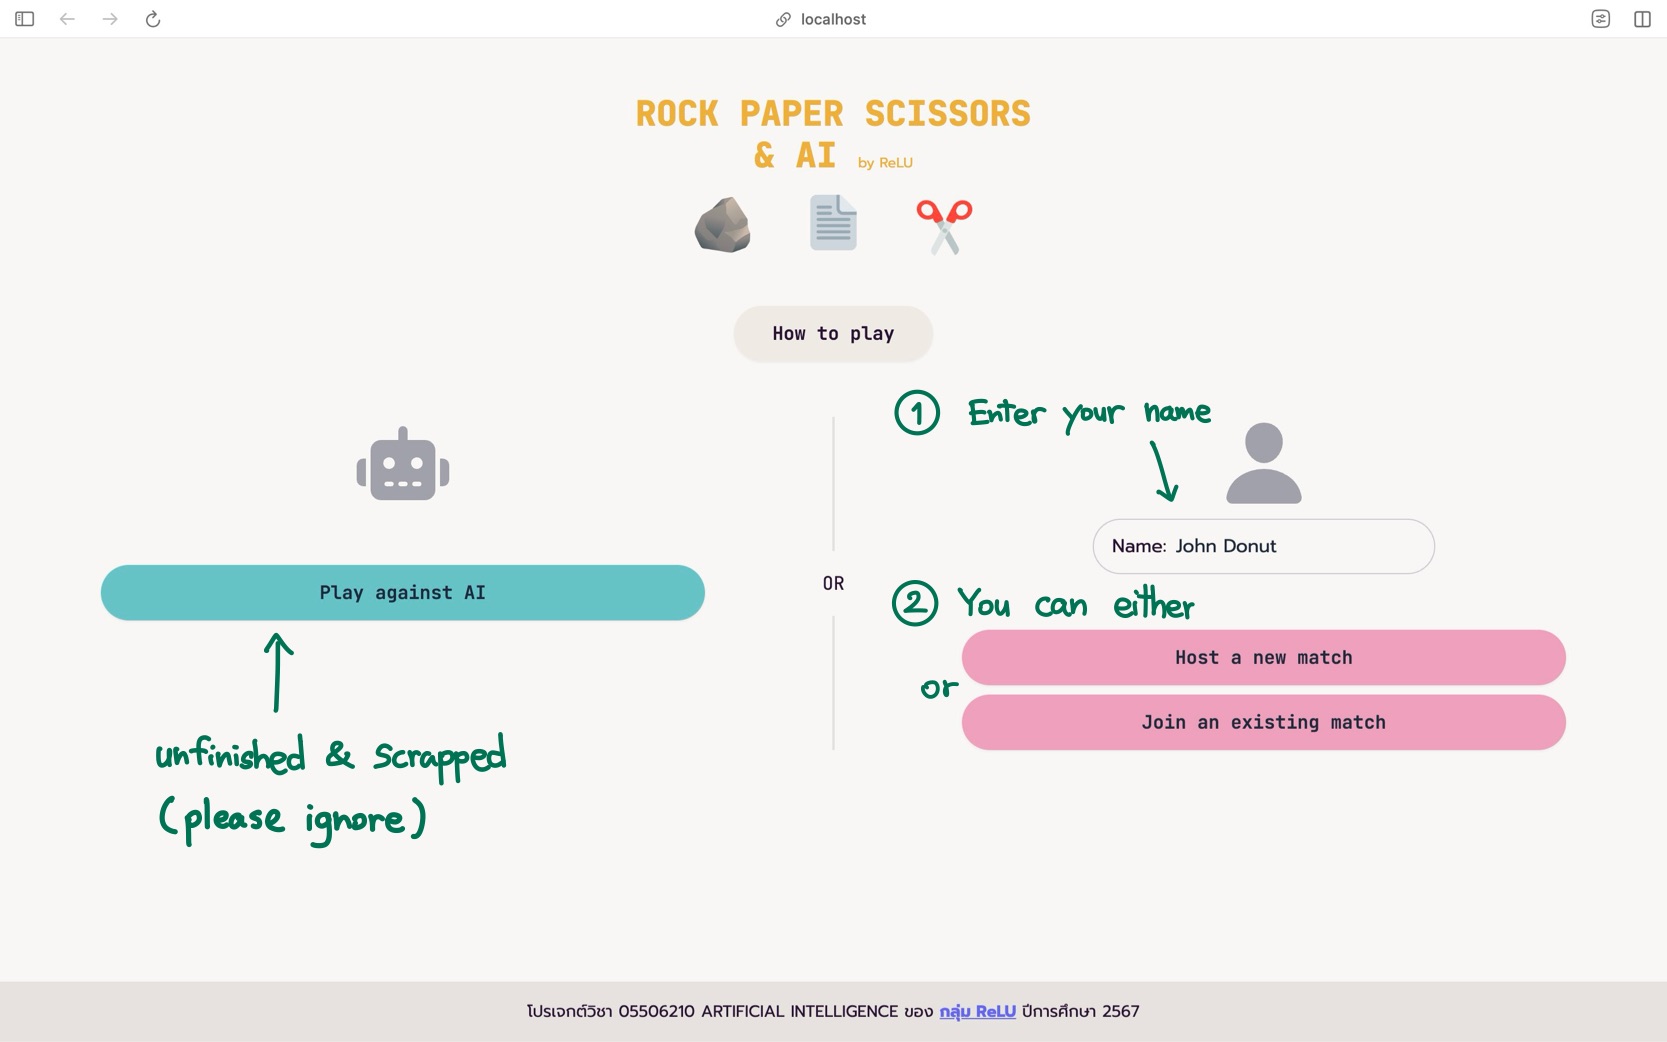 localhost
ROCK PAPER SCISSORS
& AI by ReLU
How to play
Play against AI
unfinished & scrapped
(please ignore)
OR
1 Enter your name
Name: John Donut
2 You can either
Host a new match
or
Join an existing match
โปรเจกต์วิชา 05506210 ARTIFICIAL INTELLIGENCE ของ กลุ่ม ReLU ปีการศึกษา 2567